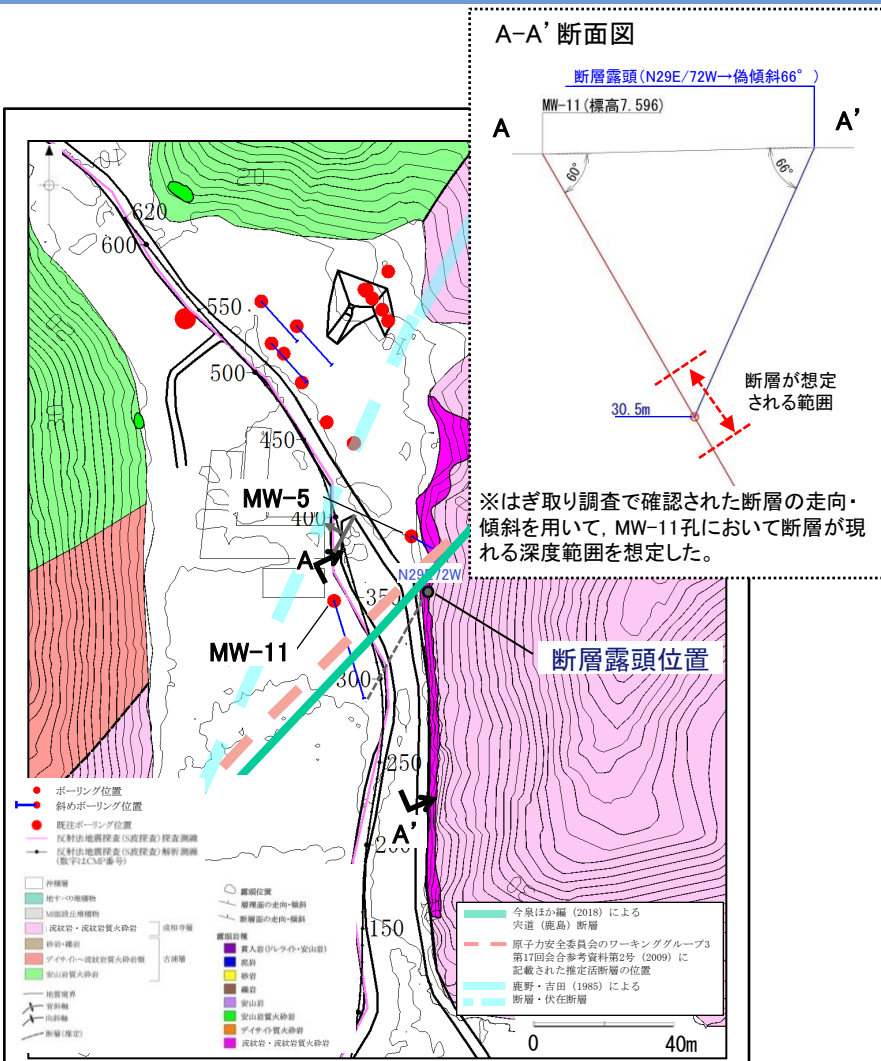 A-A’断面図
断層露頭(N29E/72W→偽傾斜66°)
MW-11(標高7.596)
A
A’
60°
66°
断層が想定
される範囲
30.5m
※はぎ取り調査で確認された断層の走向・
傾斜を用いて，MW-11孔において断層が現
れる深度範囲を想定した。
20
620
600
550
500
450
MW-5
400
A
N29E/72W
350
MW-11
断層露頭位置
300
250
A’
200
150
ボーリング位置
斜めボーリング位置
既往ボーリング位置
反射法地震探査(S波探査)探査測線
反射法地震探査(S波探査)解析測線
(数字はCMP番号)
沖積層
地すべり堆積物
M面段丘堆積物
流紋岩・流紋岩質火砕岩
成相寺層
砂岩・礫岩
デイサイト～流紋岩質火砕岩類
古浦層
安山岩質火砕岩
地質境界
背斜軸
向斜軸
断層(推定)
露頭位置
層理面の走向・傾斜
断層面の走向・傾斜
露頭岩種
貫入岩(ドレライト・安山岩)
泥岩
砂岩
礫岩
安山岩
安山岩質火砕岩
デイサイト質火砕岩
流紋岩・流紋岩質火砕岩
今泉ほか編（2018）による
宍道（鹿島）断層
原子力安全委員会のワーキンググループ3
第17回会合参考資料第2号（2009）に
記載された推定活断層の位置
鹿野・吉田（1985）による
断層・伏在断層
0
40m